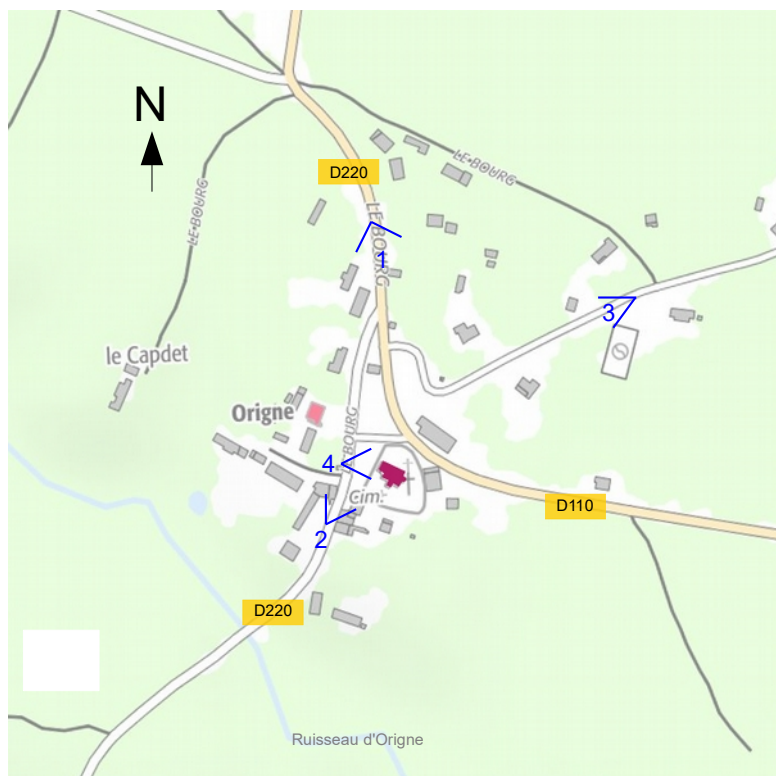 N
LE BOURG
D220
LE BOURG
LE BOURG
1
3
le Capdet
Origne
LE BOURG
4
Cim.
2
D110
D220
Ruisseau d'Origne